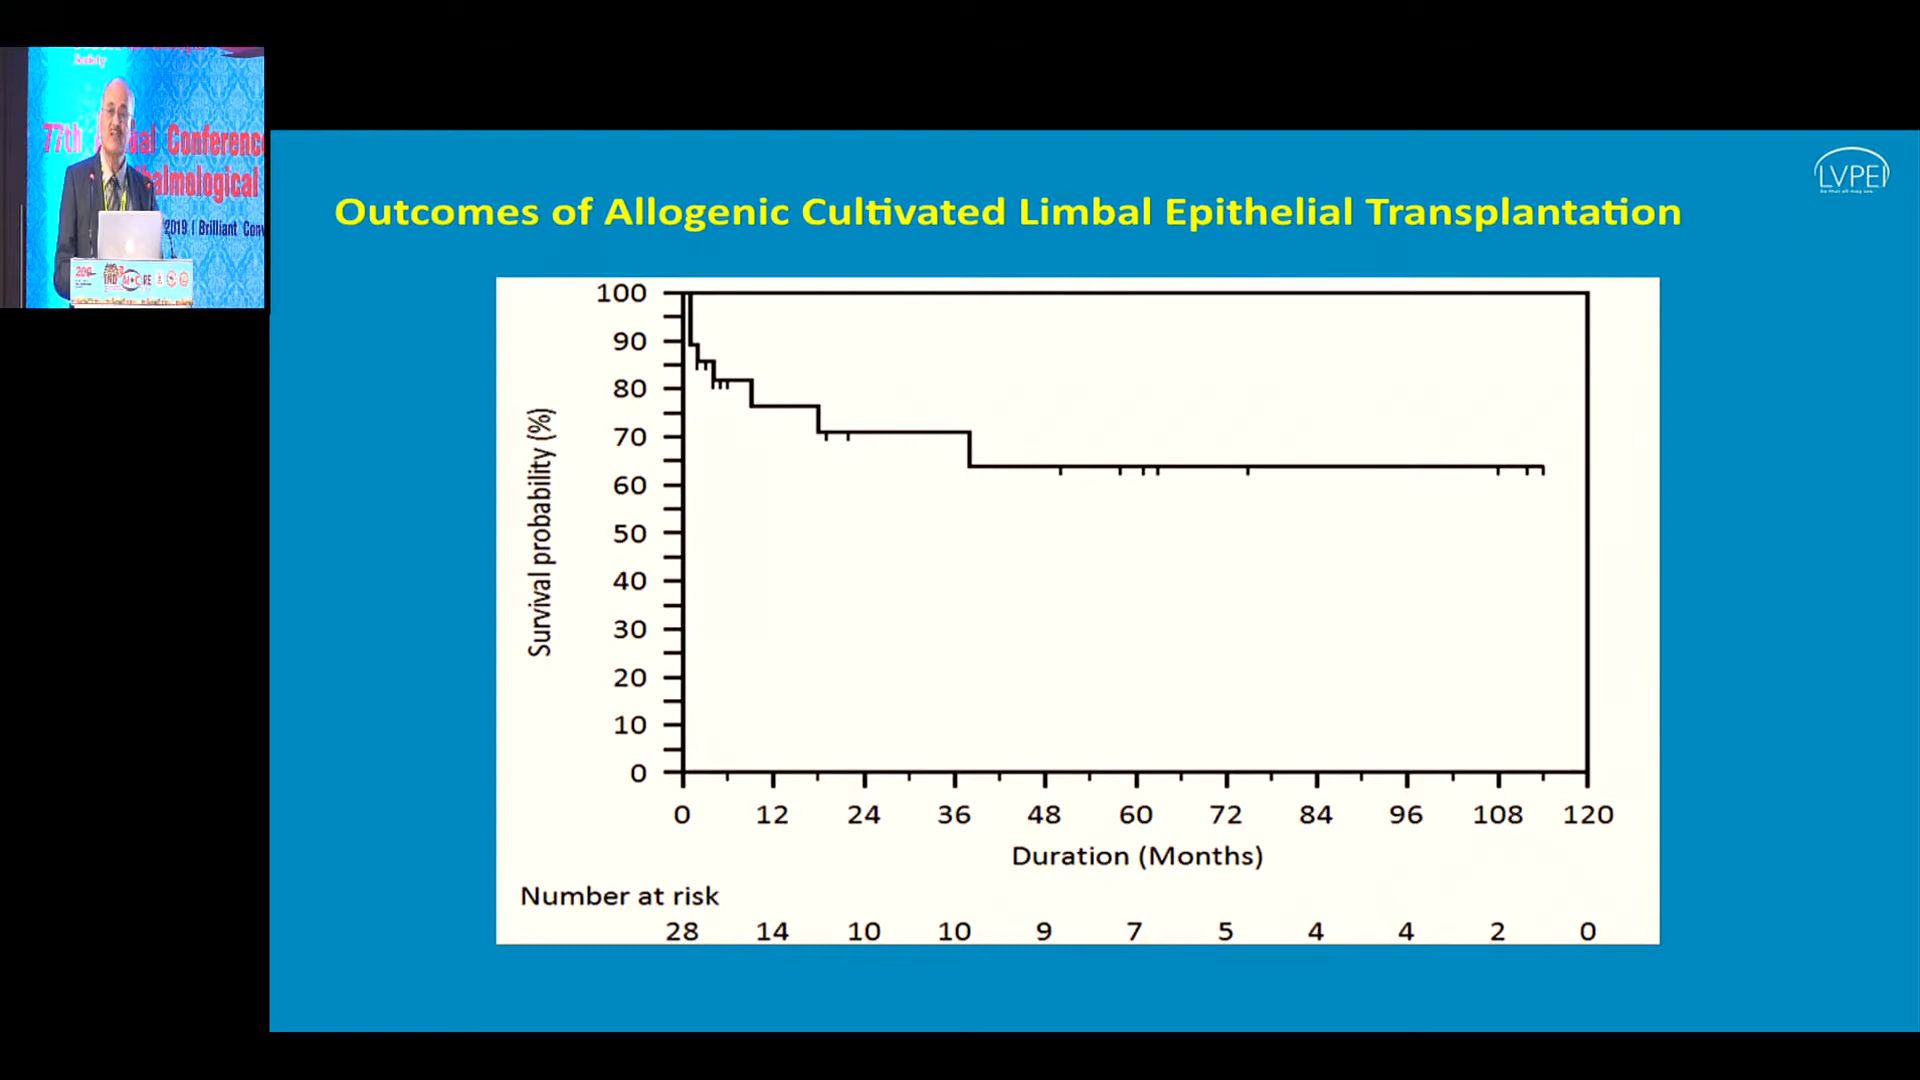 Society
77th Conference
2019 | Brilliant
LVPEI
Outcomes of Allogenic Cultivated Limbal Epithelial Transplantation
Survival probability (%)
100
90
80
70
60
50
40
30
20
10
0
0 12 24 36 48 60 72 84 96 108 120
Duration (Months)
Number at risk
28 14 10 10 9 7 5 4 4 2 0